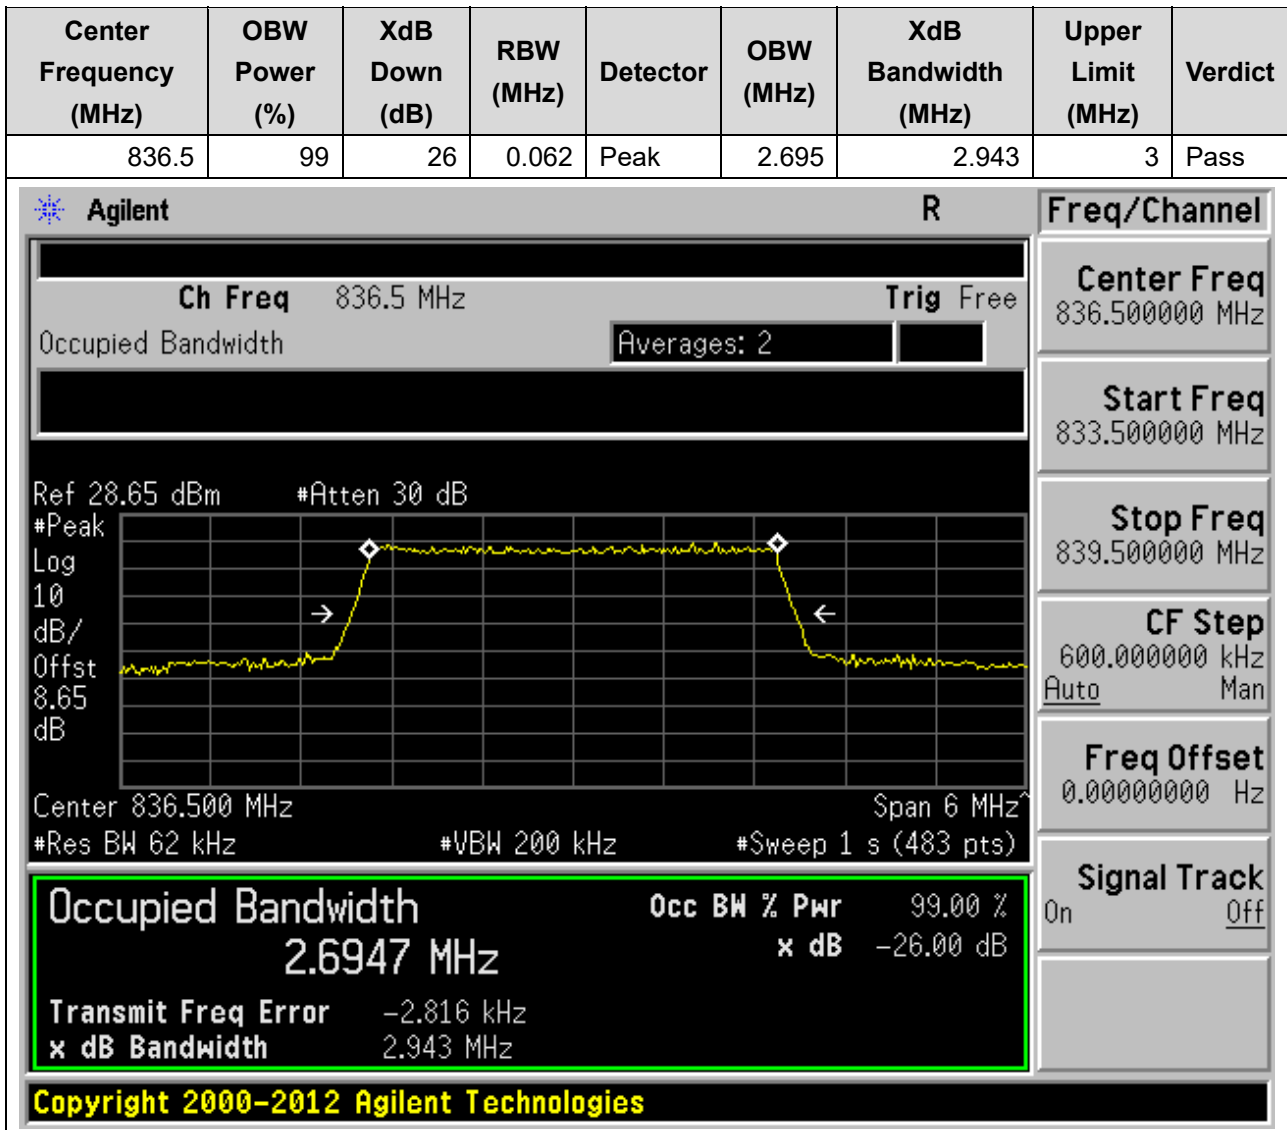 Center Frequency (MHz) OBW Power (%) XdB Down (dB) RBW (MHz) Detector OBW (MHz) XdB Bandwidth (MHz) Upper Limit (MHz) Verdict
836.5 99 26 0.062 Peak 2.695 2.943 3 Pass
Agilent R Freq/Channel
Ch Freq 836.5 MHz Trig Free
Occupied Bandwidth Averages: 2
Center Freq
836.500000 MHz
Start Freq
833.500000 MHz
Stop Freq
839.500000 MHz
CF Step
600.000000 kHz
Auto Man
Freq Offset
0.00000000 Hz
Signal Track
On Off
Ref 28.65 dBm #Atten 30 dB
#Peak
Log
10
dB/
Offst
8.65
dB
Center 836.500 MHz Span 6 MHz^
#Res BW 62 kHz #VBW 200 kHz #Sweep 1 s (483 pts)
Occupied Bandwidth Occ BW % Pwr 99.00 %
2.6947 MHz x dB -26.00 dB
Transmit Freq Error -2.816 kHz
x dB Bandwidth 2.943 MHz
Copyright 2000-2012 Agilent Technologies